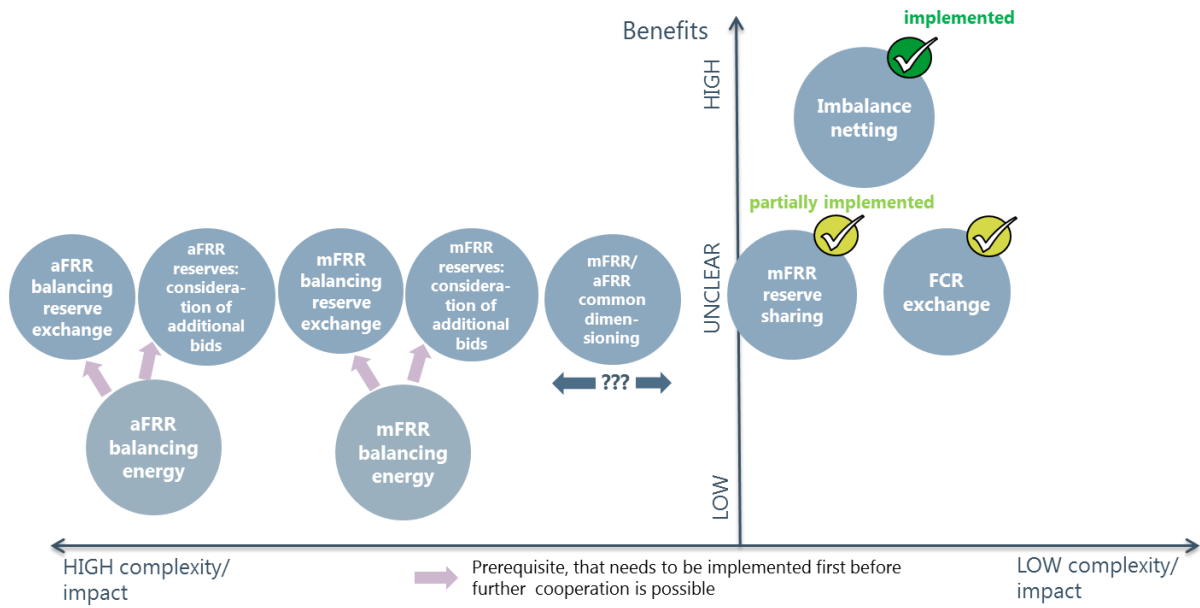 Benefits
implemented
HIGH
Imbalance
netting
partially implemented
UNCLEAR
aFRR
balancing
reserve
exchange
aFRR
reserves:
considera-
tion of
additional
bids
mFRR
balancing
reserve
exchange
mFRR
reserves:
considera-
tion of
additional
bids
mFRR/
aFRR
common
dimen-
sioning
mFRR
reserve
sharing
FCR
exchange
???
aFRR
balancing
energy
mFRR
balancing
energy
LOW
HIGH complexity/
impact
Prerequisite, that needs to be implemented first before
further cooperation is possible
LOW complexity/
impact